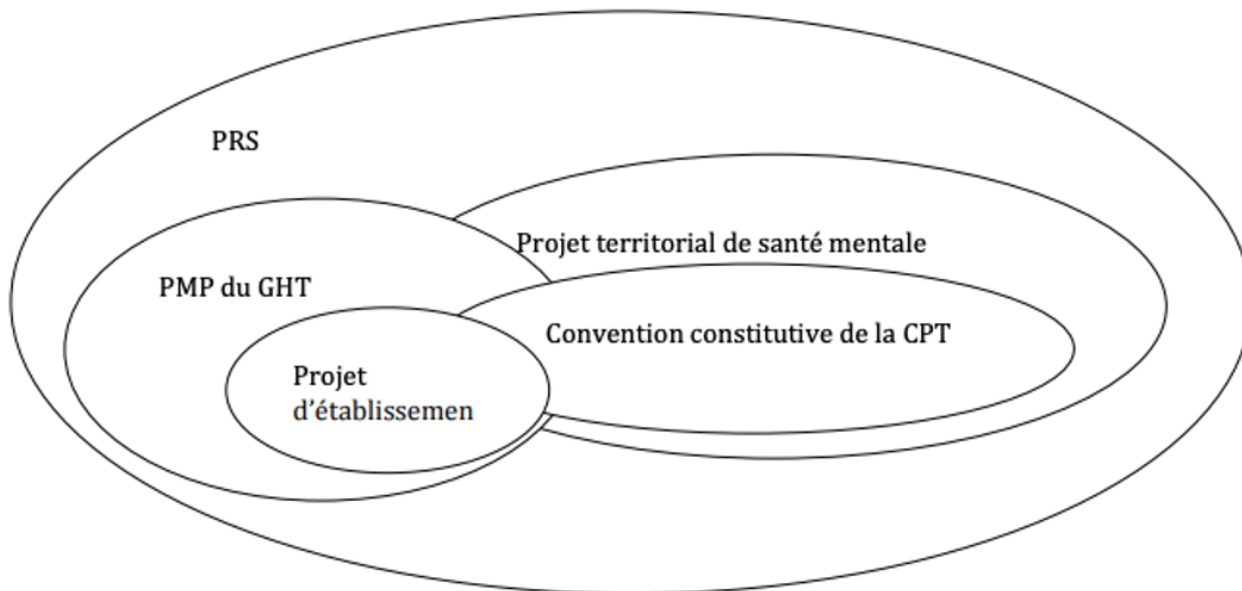 PRS
Projet territorial de santé mentale
PMP du GHT
Convention constitutive de la CPT
Projet
d’établissemen